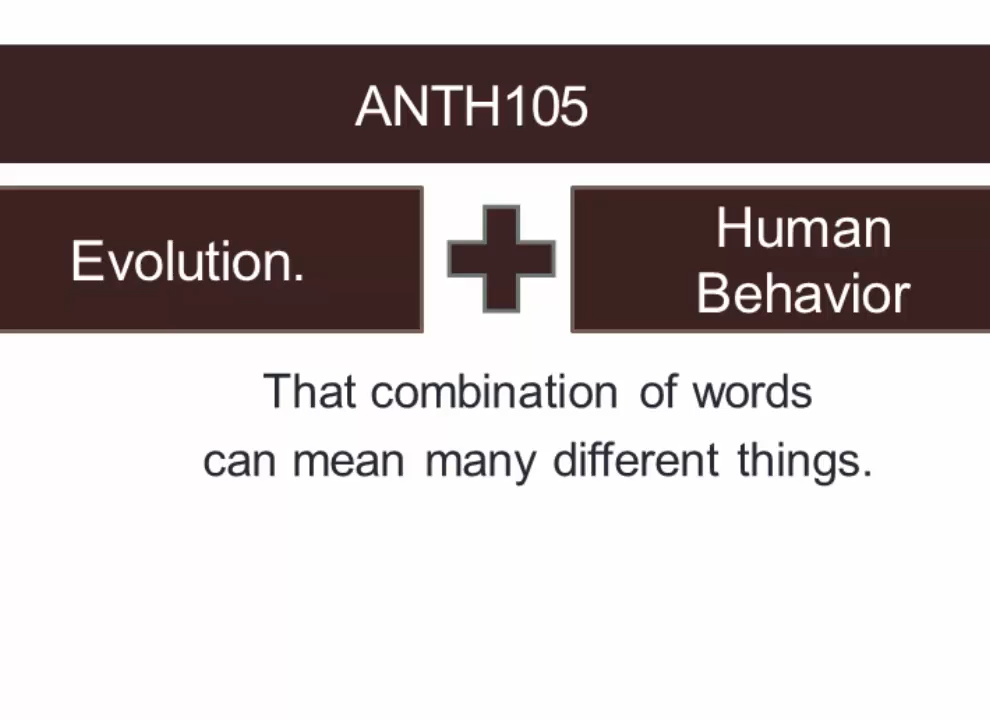 ANTH105
Evolution.
Human
Behavior
That combination of words
can mean many different things.